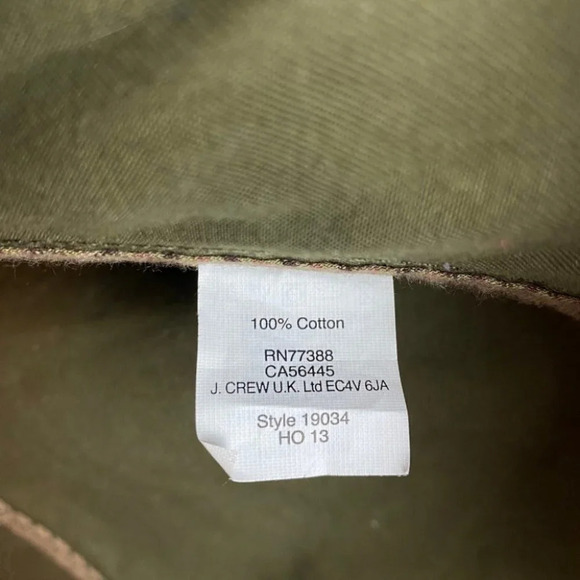 100% Cotton
RN77388
CA56445
J. CREW U.K. Ltd EC4V 6JA
Style 19034
HO 13